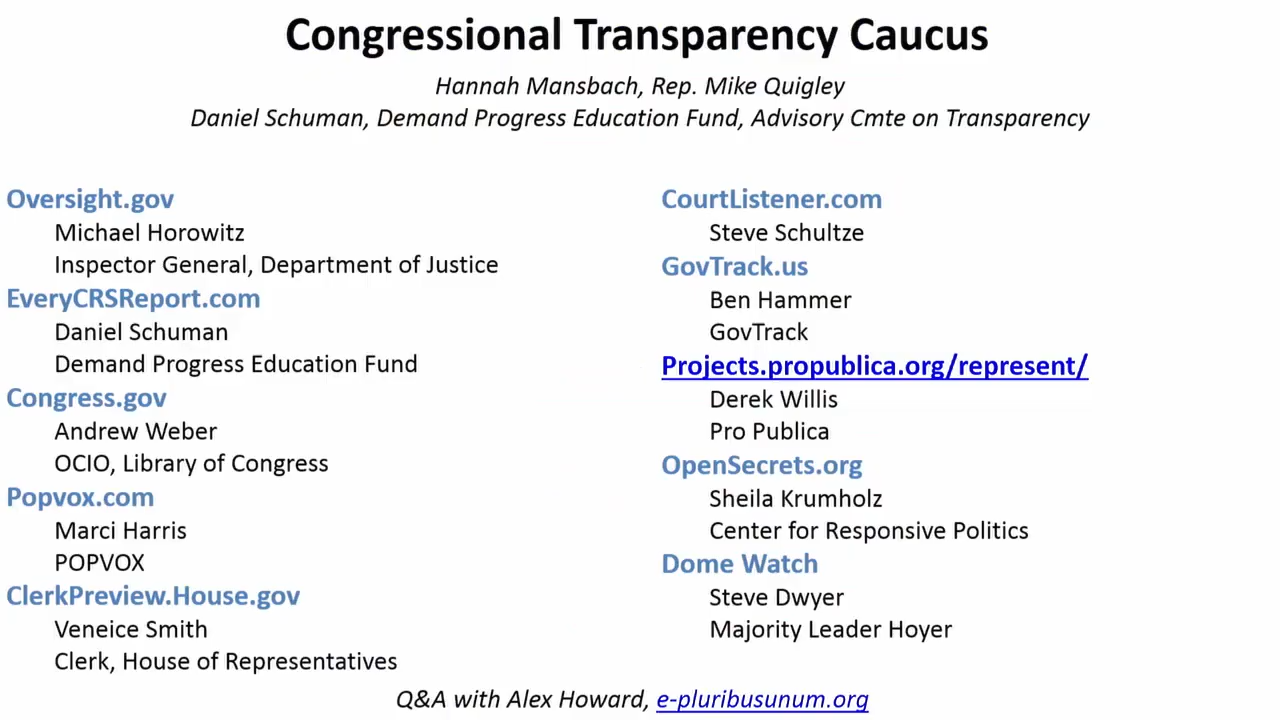 Congressional Transparency Caucus
Hannah Mansbach, Rep. Mike Quigley
Daniel Schuman, Demand Progress Education Fund, Advisory Cmte on Transparency
Oversight.gov
Michael Horowitz
Inspector General, Department of Justice
EveryCRSReport.com
Daniel Schuman
Demand Progress Education Fund
Congress.gov
Andrew Weber
OCIO, Library of Congress
Popvox.com
Marci Harris
POPVOX
ClerkPreview.House.gov
Veneice Smith
Clerk, House of Representatives
CourtListener.com
Steve Schultze
GovTrack.us
Ben Hammer
GovTrack
Projects.propublica.org/represent/
Derek Willis
Pro Publica
OpenSecrets.org
Sheila Krumholz
Center for Responsive Politics
Dome Watch
Steve Dwyer
Majority Leader Hoyer
Q&A with Alex Howard, e-pluribusunum.org